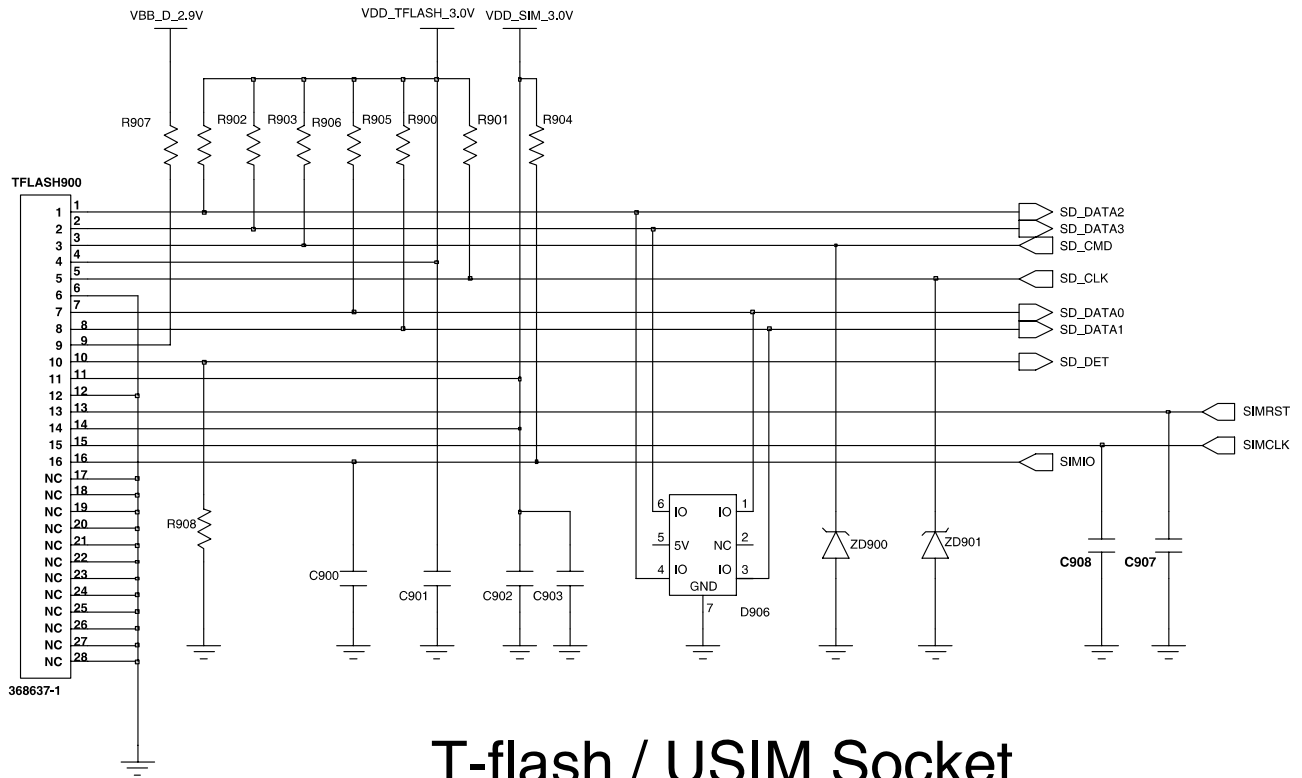 VBB_D_2.9V VDD_TFLASH_3.0V VDD_SIM_3.0V
R907 R902 R903 R906 R905 R900 R901 R904
TFLASH900
1 1 SD_DATA2
2 2 SD_DATA3
3 3 SD_CMD
4 4
5 5 SD_CLK
6 6
7 7 SD_DATA0
8 8 SD_DATA1
9 9
10 10 SD_DET
11 11
12 12
13 13 SIMRST
14 14
15 15 SIMCLK
16 16 SIMIO
NC 17
NC 18
NC 19
NC 20
NC 21
NC 22
NC 23
NC 24
NC 25
NC 26
NC 27
NC 28
368637-1
R908
C900 C901 C902 C903
6 IO IO 1
5 5V NC 2
4 IO IO 3
GND
7 D906
ZD900 ZD901
C908 C907
T-flash / USIM Socket